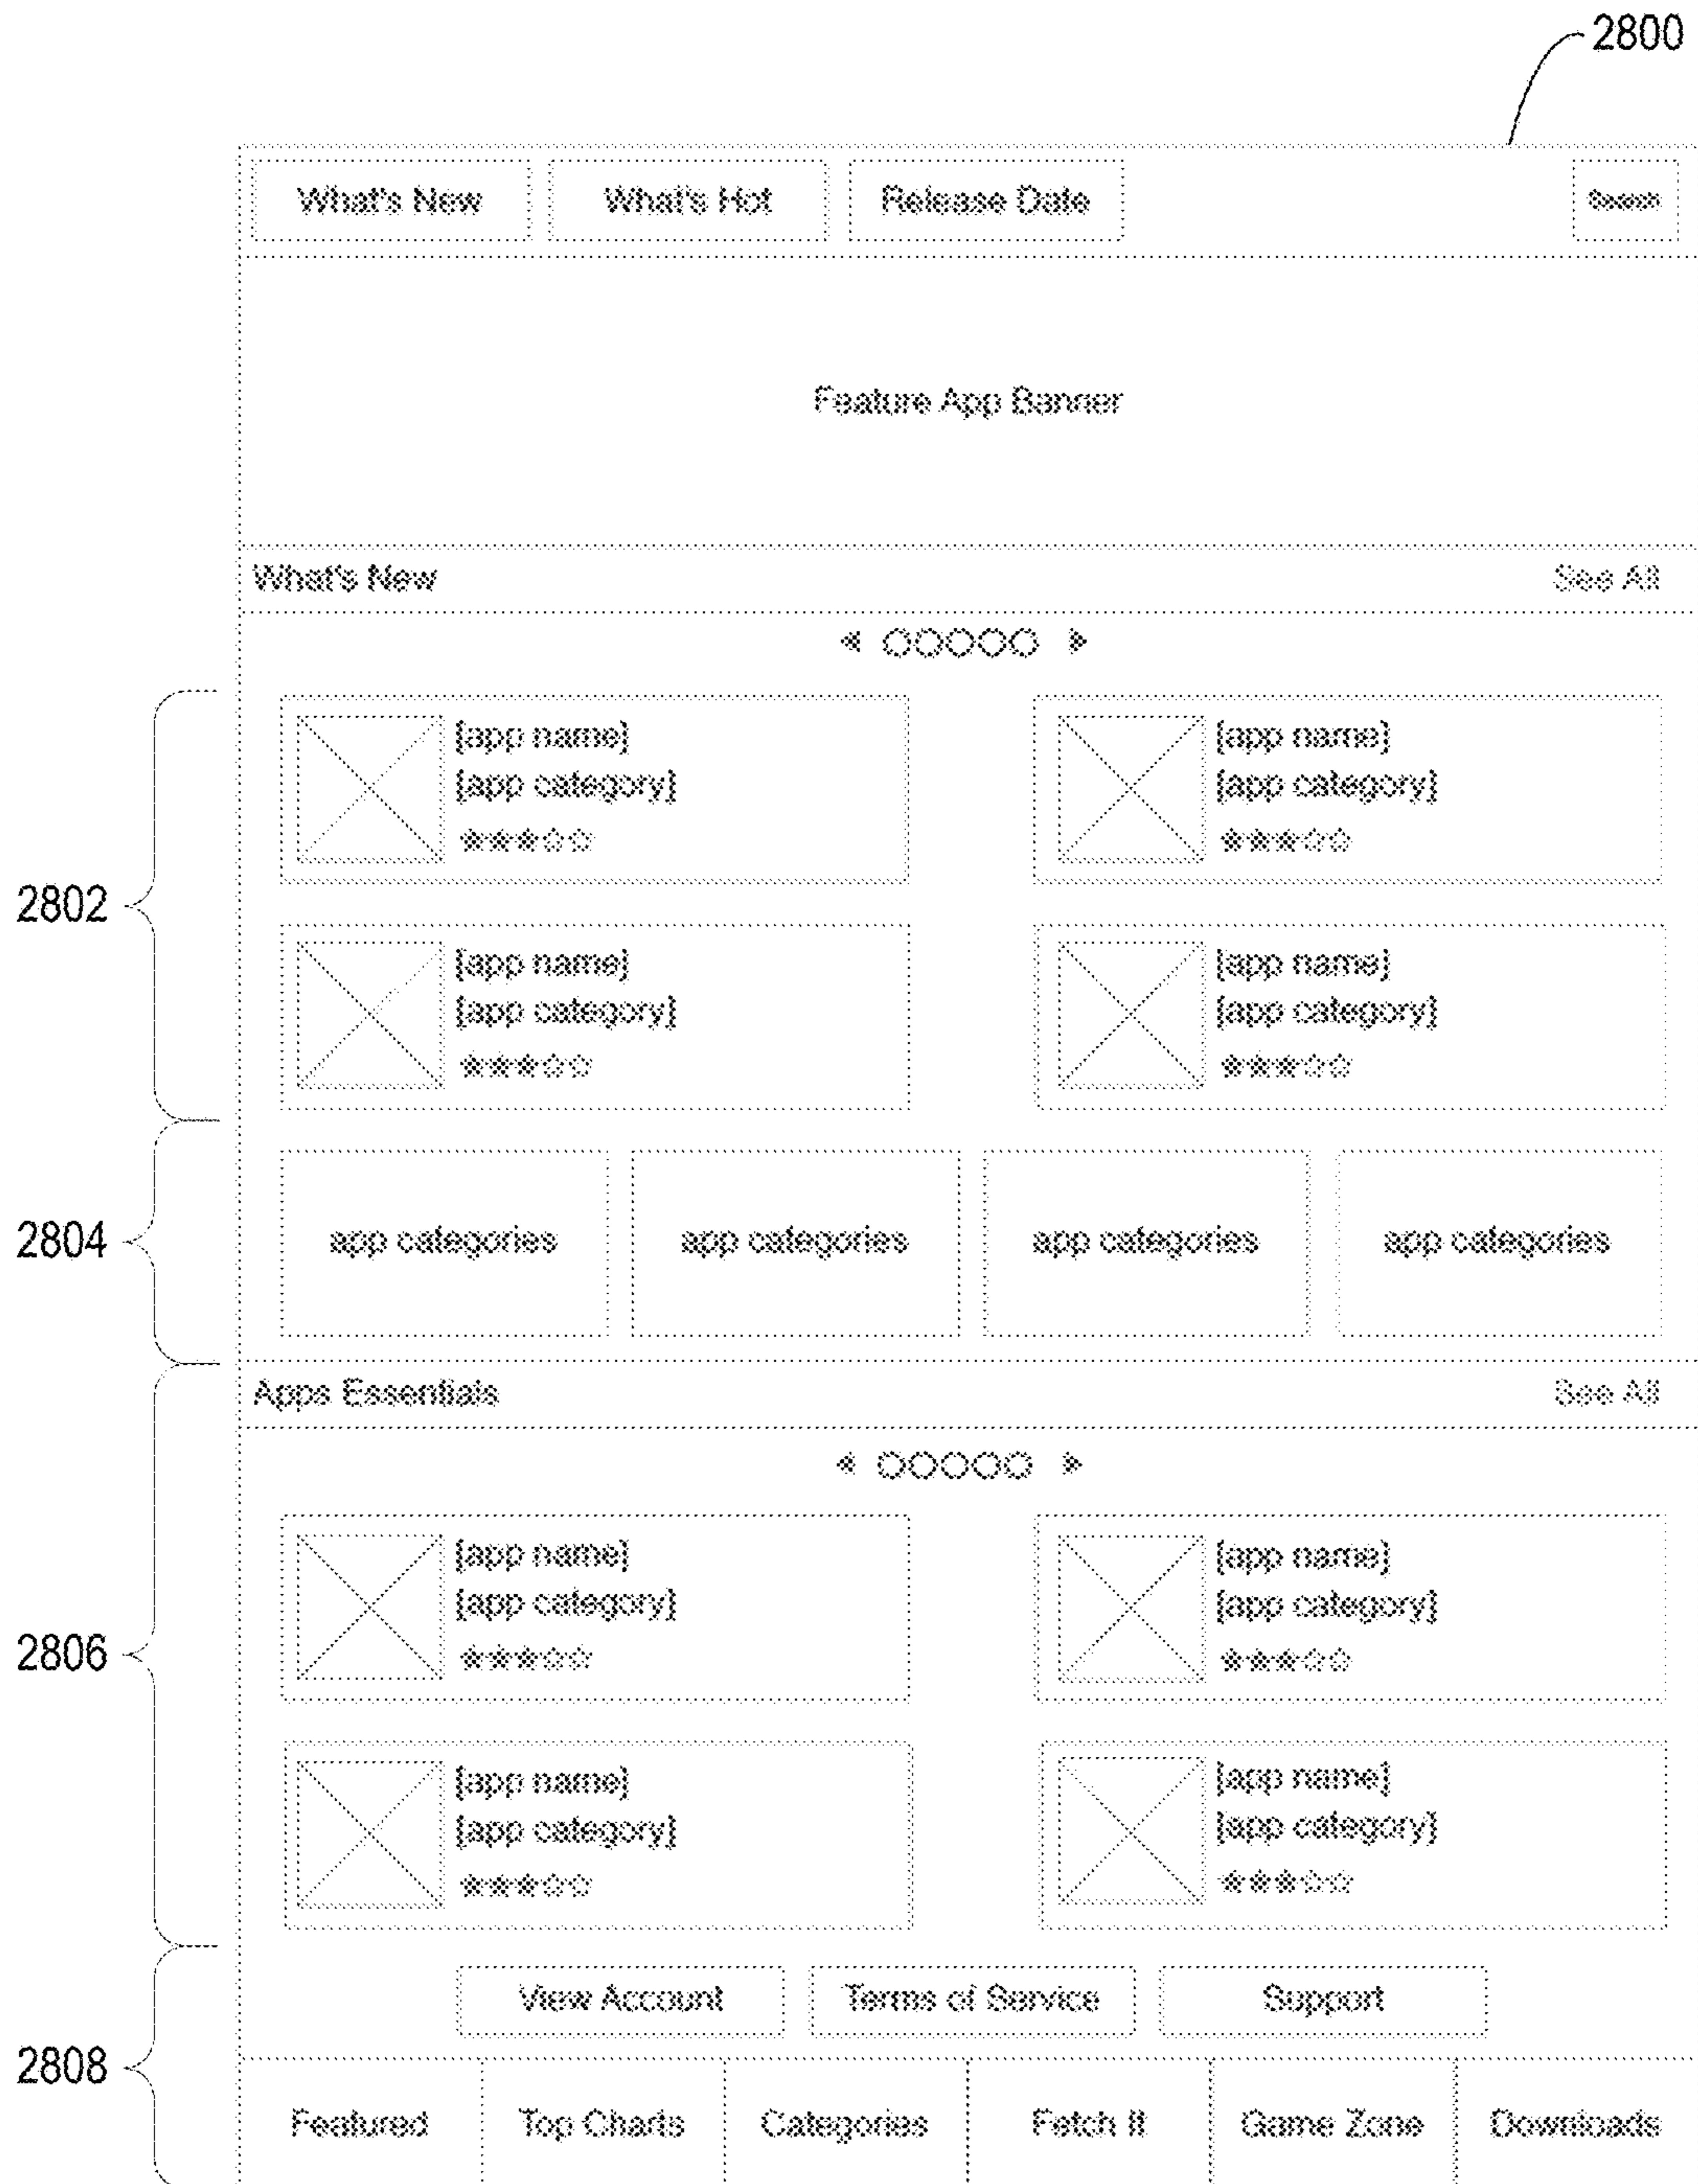 2800
What's New What's Hot Release Date Search
Feature App Banner
What's New See All
[app name] [app name]
[app category] [app category]
★★★☆☆ ★★★☆☆
2802
[app name] [app name]
[app category] [app category]
★★★☆☆ ★★★☆☆
2804 app categories app categories app categories app categories
Apps Essentials See All
[app name] [app name]
[app category] [app category]
★★★☆☆ ★★★☆☆
2806
[app name] [app name]
[app category] [app category]
★★★☆☆ ★★★☆☆
View Account Terms of Service Support
2808
Featured Top Charts Categories Fetch It Game Zone Downloads